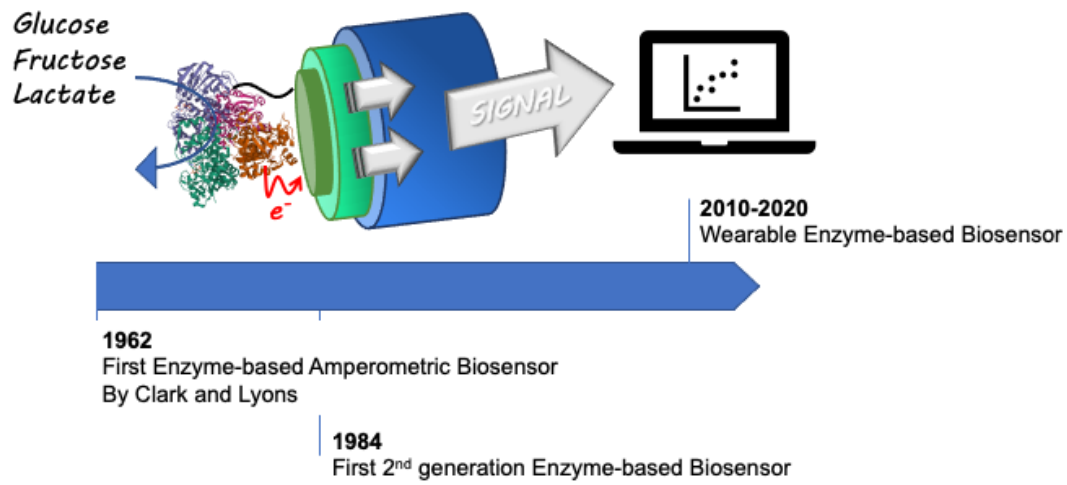 Glucose
Fructose
Lactate
SIGNAL
e⁻
2010-2020
Wearable Enzyme-based Biosensor
1962
First Enzyme-based Amperometric Biosensor
By Clark and Lyons
1984
First 2ⁿᵈ generation Enzyme-based Biosensor